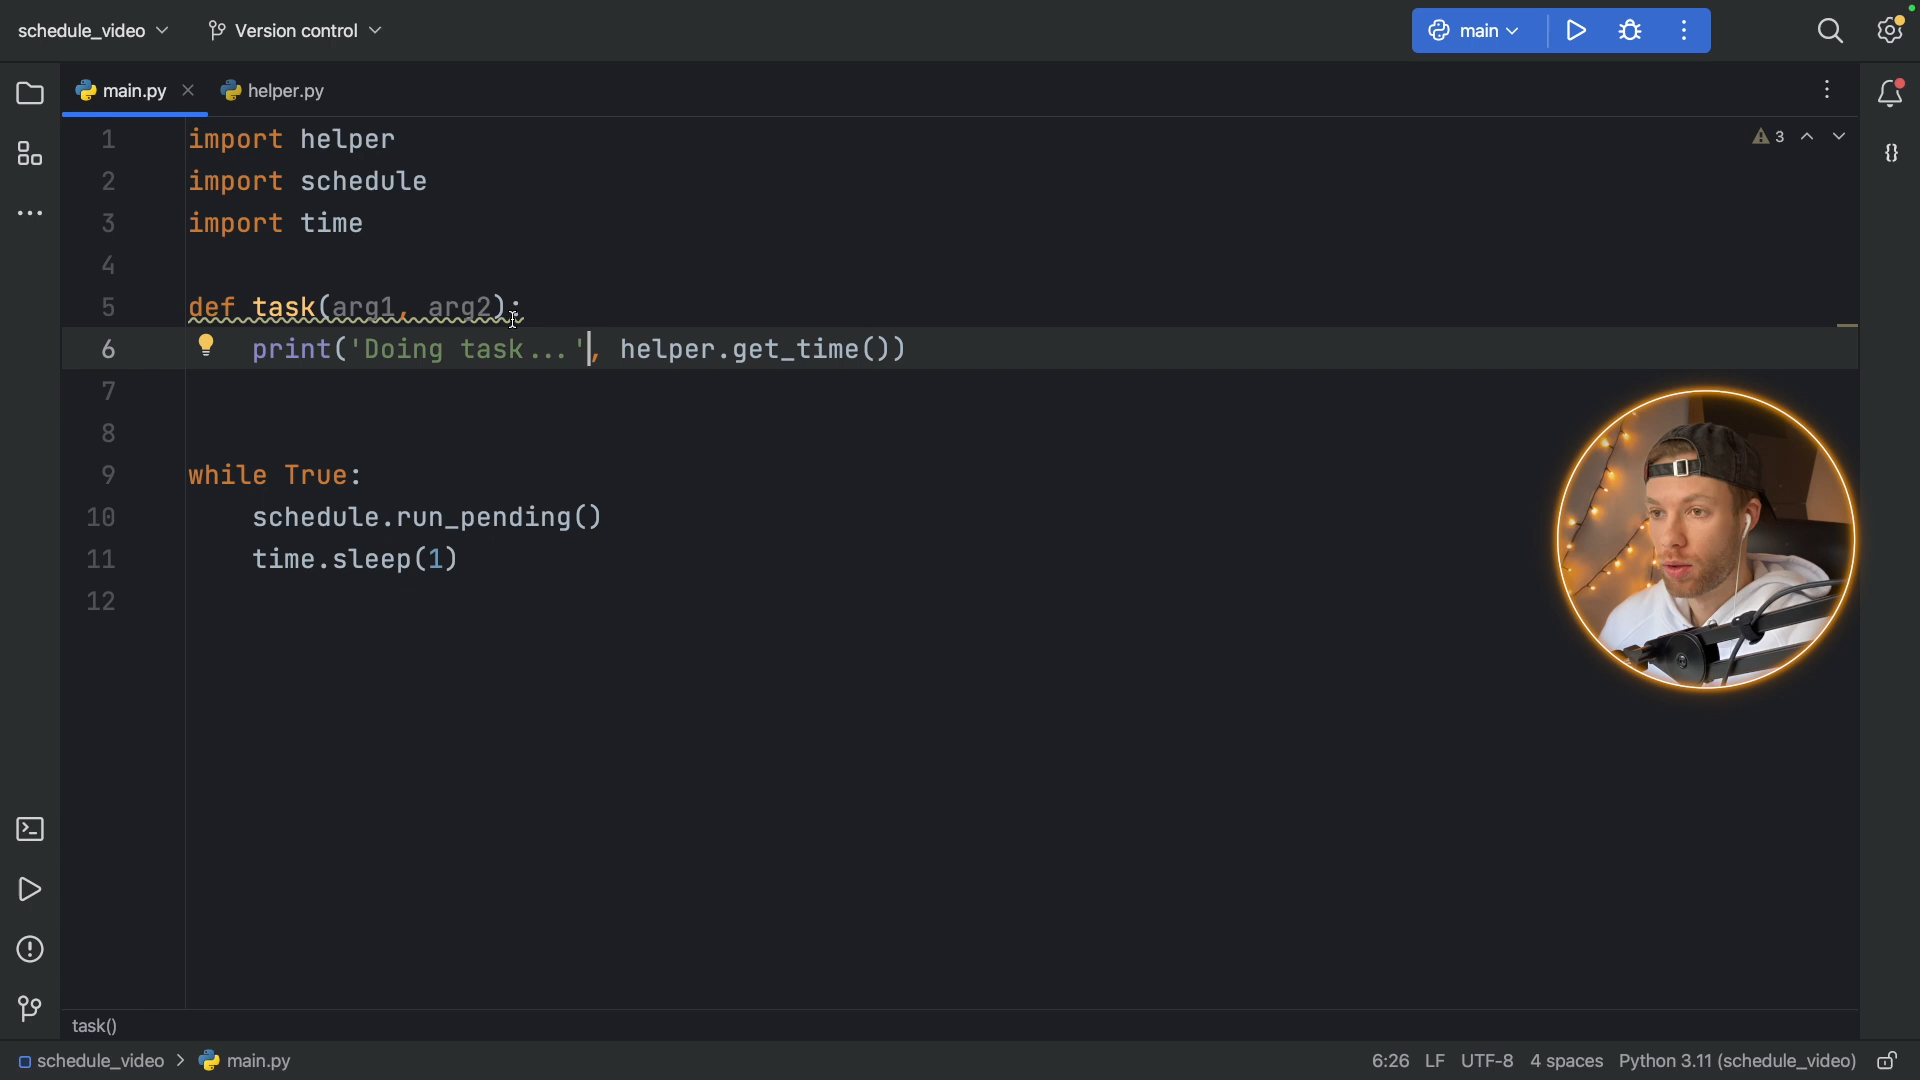 schedule_video
Version control
main
main.py
helper.py
3
1 import helper
2 import schedule
3 import time
4
5 def task(arg1, arg2):
6 print('Doing task...', helper.get_time())
7
8
9 while True:
10 schedule.run_pending()
11 time.sleep(1)
12
task()
schedule_video > main.py
6:26 LF UTF-8 4 spaces Python 3.11 (schedule_video)